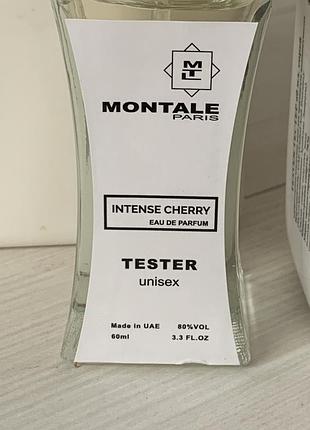 MTL
MONTALE
PARIS
INTENSE CHERRY
EAU DE PARFUM
TESTER
unisex
Made in UAE 80%VOL
60ml 3.3 FL.OZ